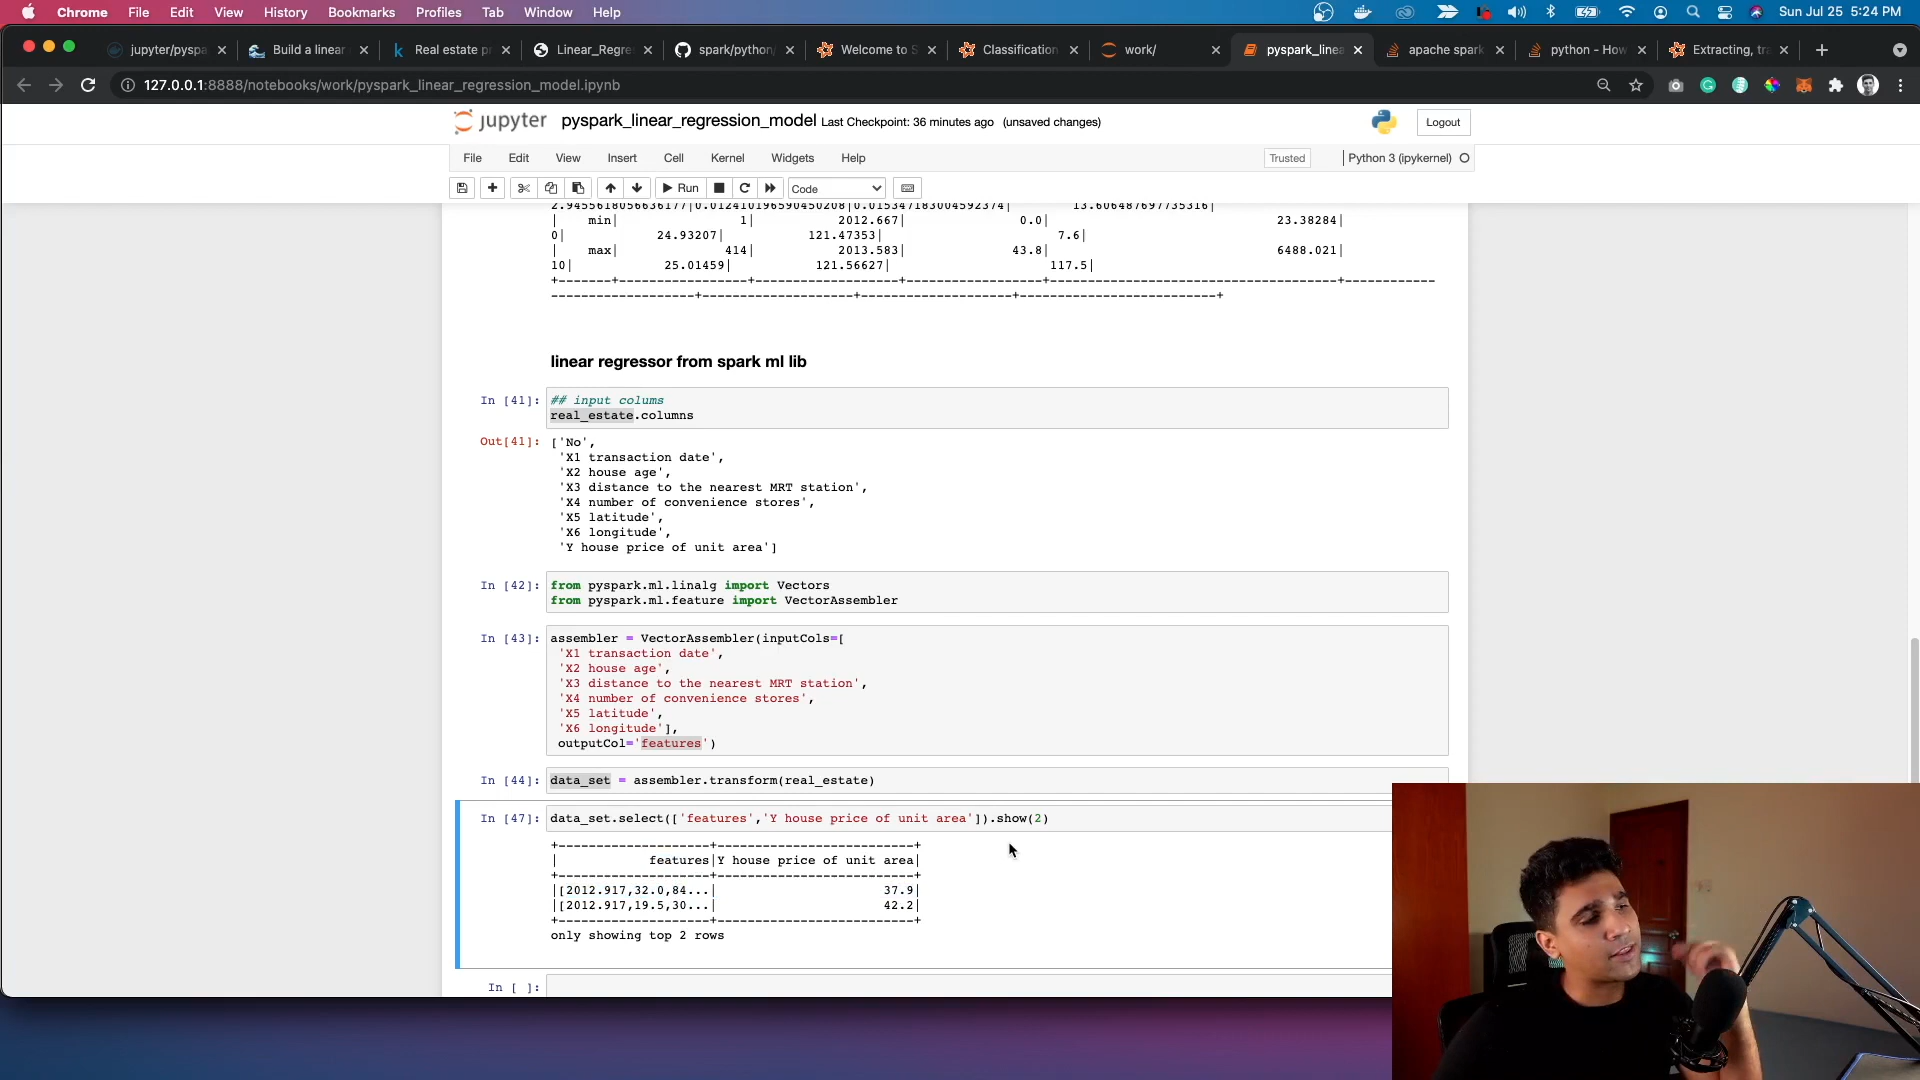 Chrome File Edit View History Bookmarks Profiles Tab Window Help Sun Jul 25 5:24 PM
jupyter/pyspa Build a linear Real estate p Linear_Regre spark/python/ Welcome to S Classification work/ pyspark_linea apache spark python - How Extracting, tra
127.0.0.1:8888/notebooks/work/pyspark_linear_regression_model.ipynb
jupyter pyspark_linear_regression_model Last Checkpoint: 36 minutes ago (unsaved changes) Logout
File Edit View Insert Cell Kernel Widgets Help Trusted Python 3 (ipykernel)
Run Code
2.9455618056636177|0.012410196590450208|0.01534718300459 2374| 13.606487697735316|
| min| 1| 2012.667| 0.0| 23.38284|
0| 24.93207| 121.47353| 7.6|
| max| 414| 2013.583| 43.8| 6488.021|
10| 25.01459| 121.56627| 117.5|
linear regressor from spark ml lib
In [41]: ## input colums
real_estate.columns
Out[41]: ['No',
'X1 transaction date',
'X2 house age',
'X3 distance to the nearest MRT station',
'X4 number of convenience stores',
'X5 latitude',
'X6 longitude',
'Y house price of unit area']
In [42]: from pyspark.ml.linalg import Vectors
from pyspark.ml.feature import VectorAssembler
In [43]: assembler = VectorAssembler(inputCols=[
'X1 transaction date',
'X2 house age',
'X3 distance to the nearest MRT station',
'X4 number of convenience stores',
'X5 latitude',
'X6 longitude'],
outputCol='features')
In [44]: data_set = assembler.transform(real_estate)
In [47]: data_set.select(['features','Y house price of unit area']).show(2)
+--------------------+--------------------------+
| features|Y house price of unit area|
+--------------------+--------------------------+
|[2012.917,32.0,84...| 37.9|
|[2012.917,19.5,30...| 42.2|
+--------------------+--------------------------+
only showing top 2 rows
In [ ]: